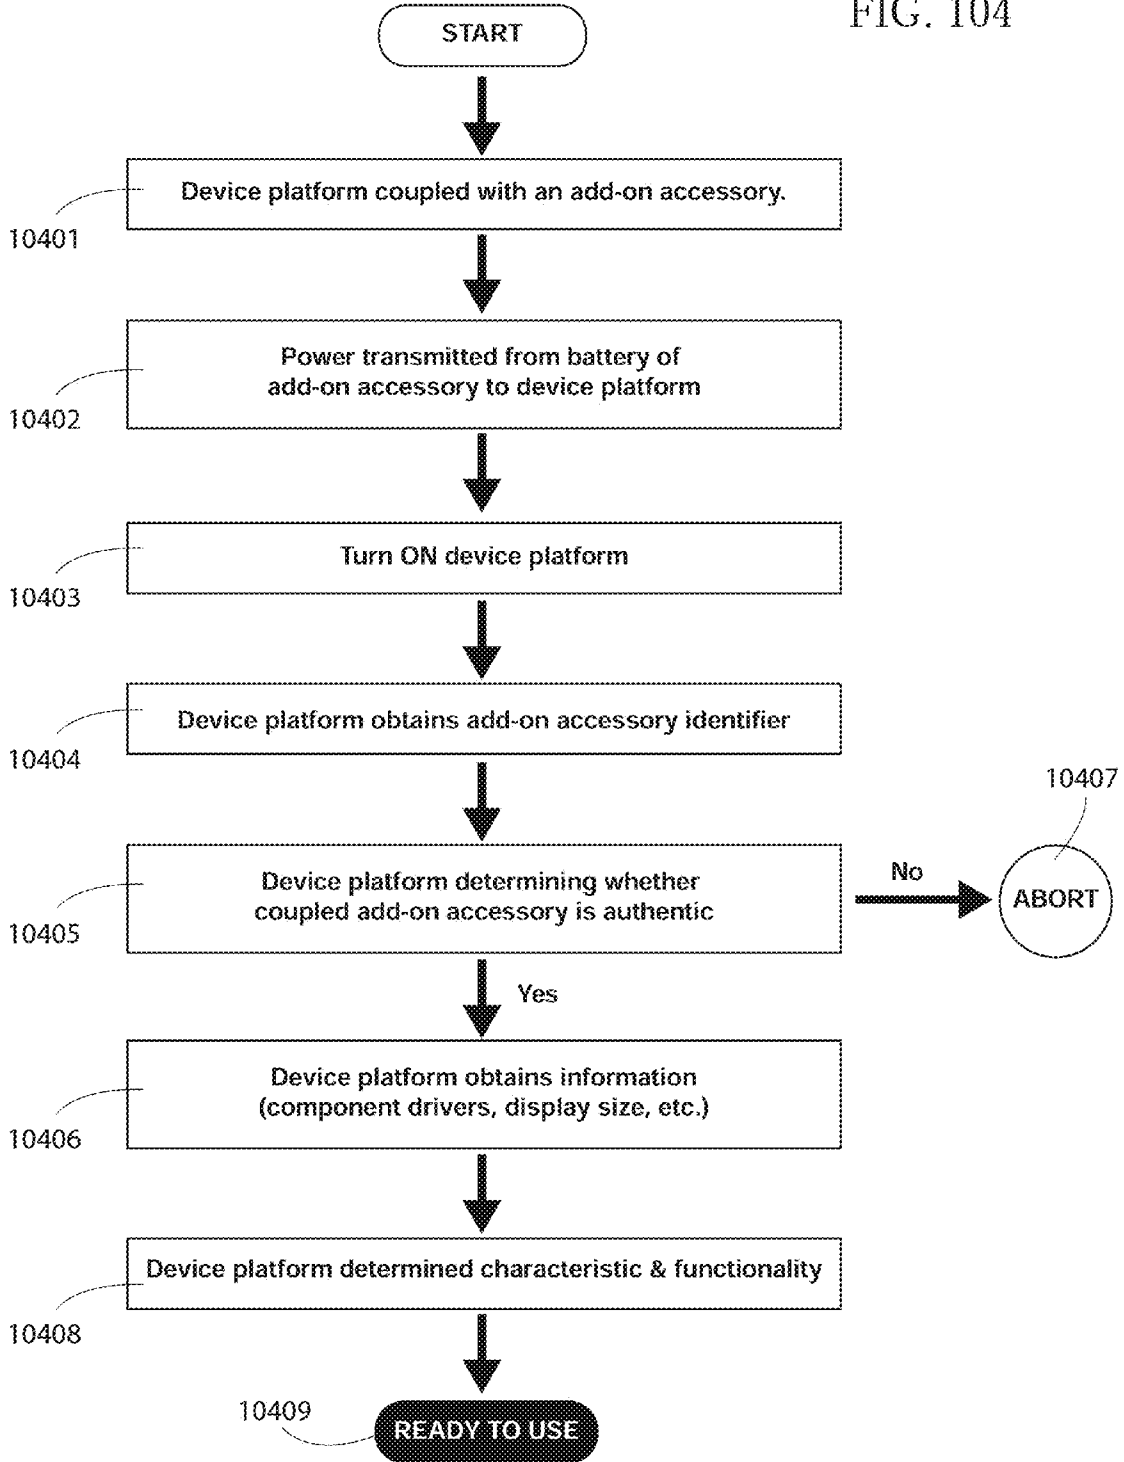 FIG. 104
START
Device platform coupled with an add-on accessory.
10401
Power transmitted from battery of
add-on accessory to device platform
10402
Turn ON device platform
10403
Device platform obtains add-on accessory identifier
10404
10407
Device platform determining whether
coupled add-on accessory is authentic
No
ABORT
10405
Yes
Device platform obtains information
(component drivers, display size, etc.)
10406
Device platform determined characteristic & functionality
10408
10409
READY TO USE